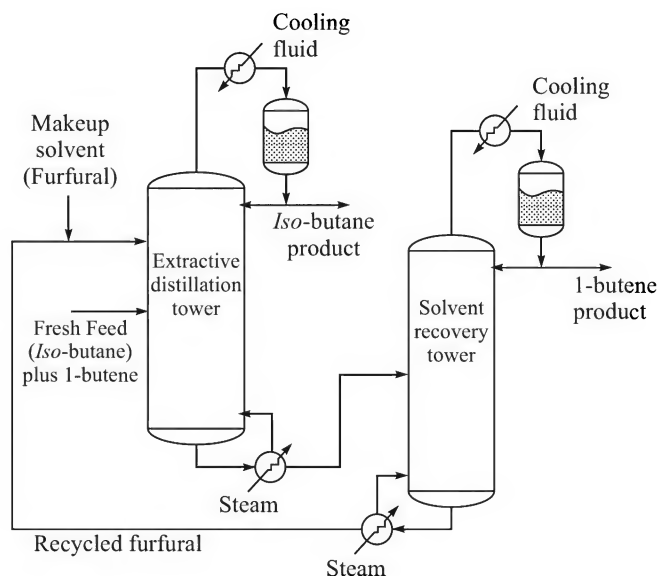 Cooling
fluid
Makeup
solvent
(Furfural)
Iso-butane
product
Extractive
distillation
tower
Fresh Feed
(Iso-butane)
plus 1-butene
Steam
Cooling
fluid
1-butene
product
Solvent
recovery
tower
Recycled furfural
Steam